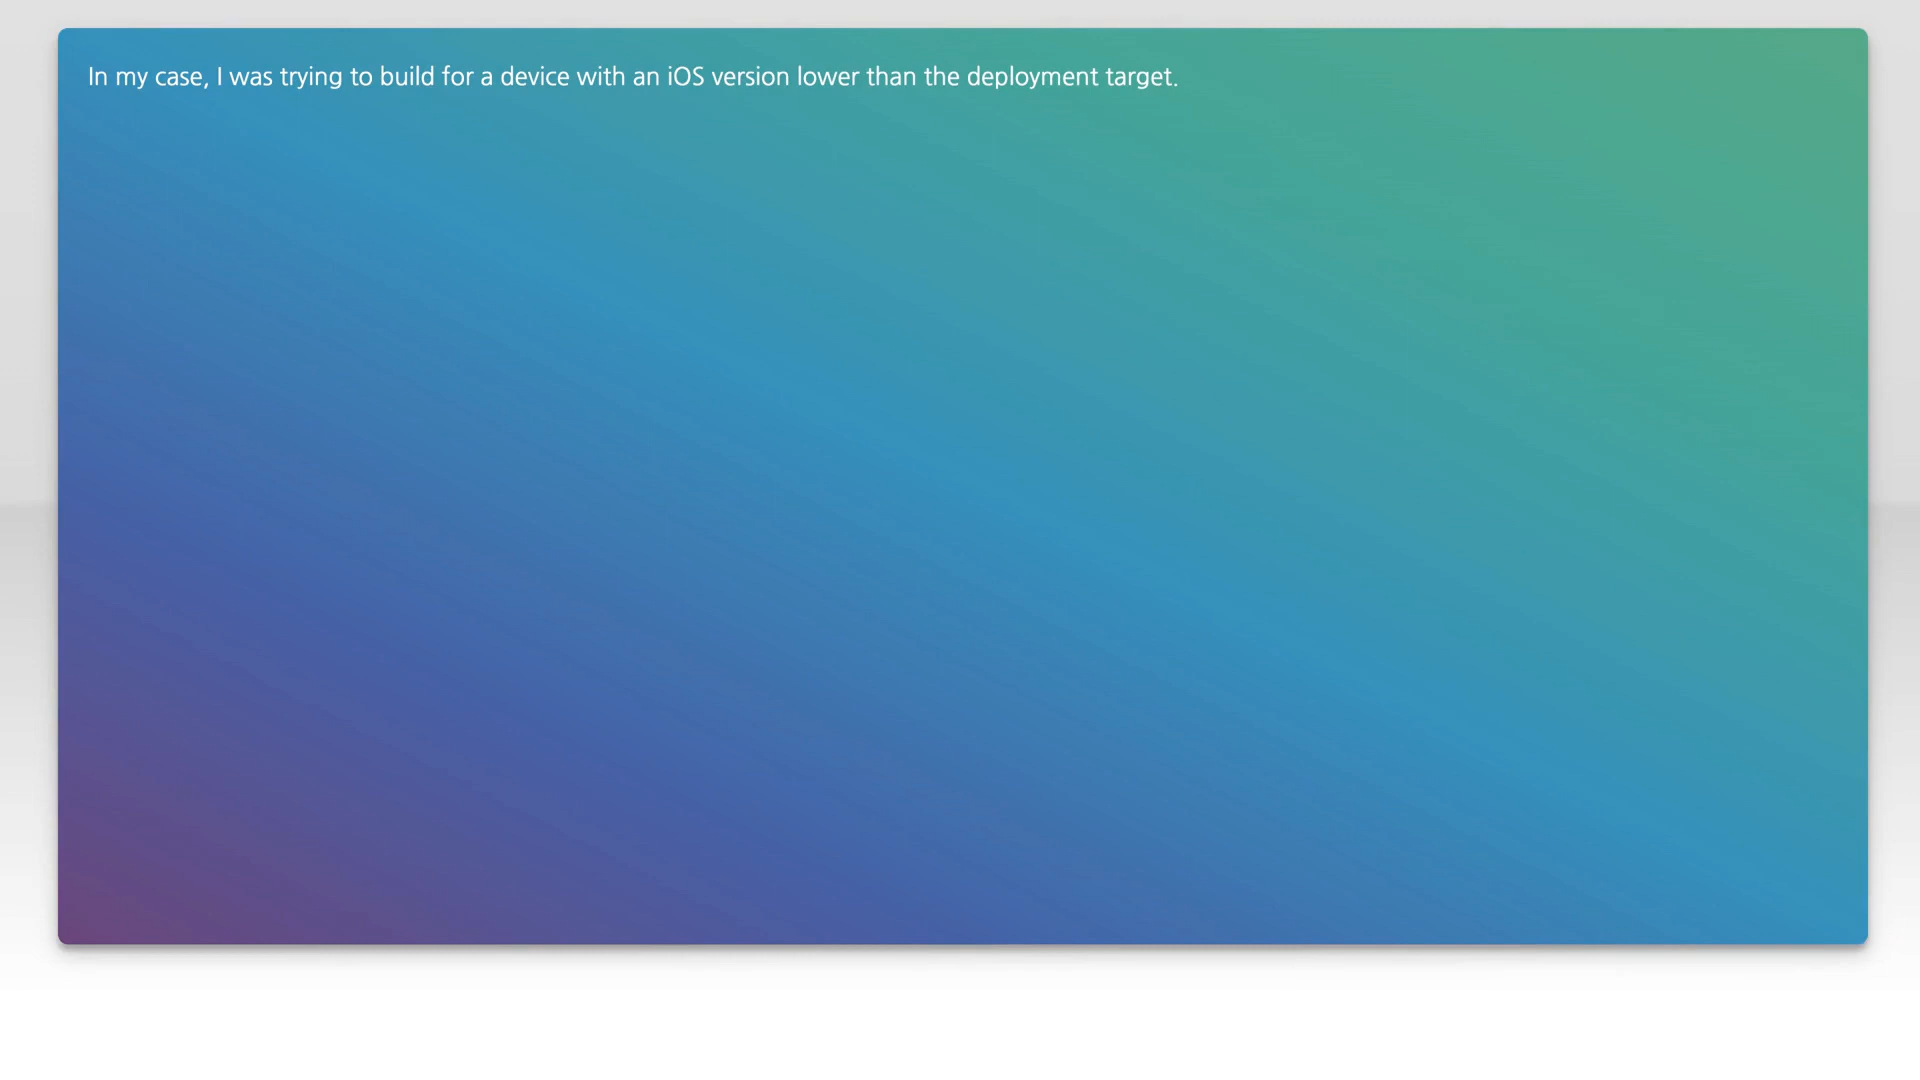 In my case, I was trying to build for a device with an iOS version lower than the deployment target.